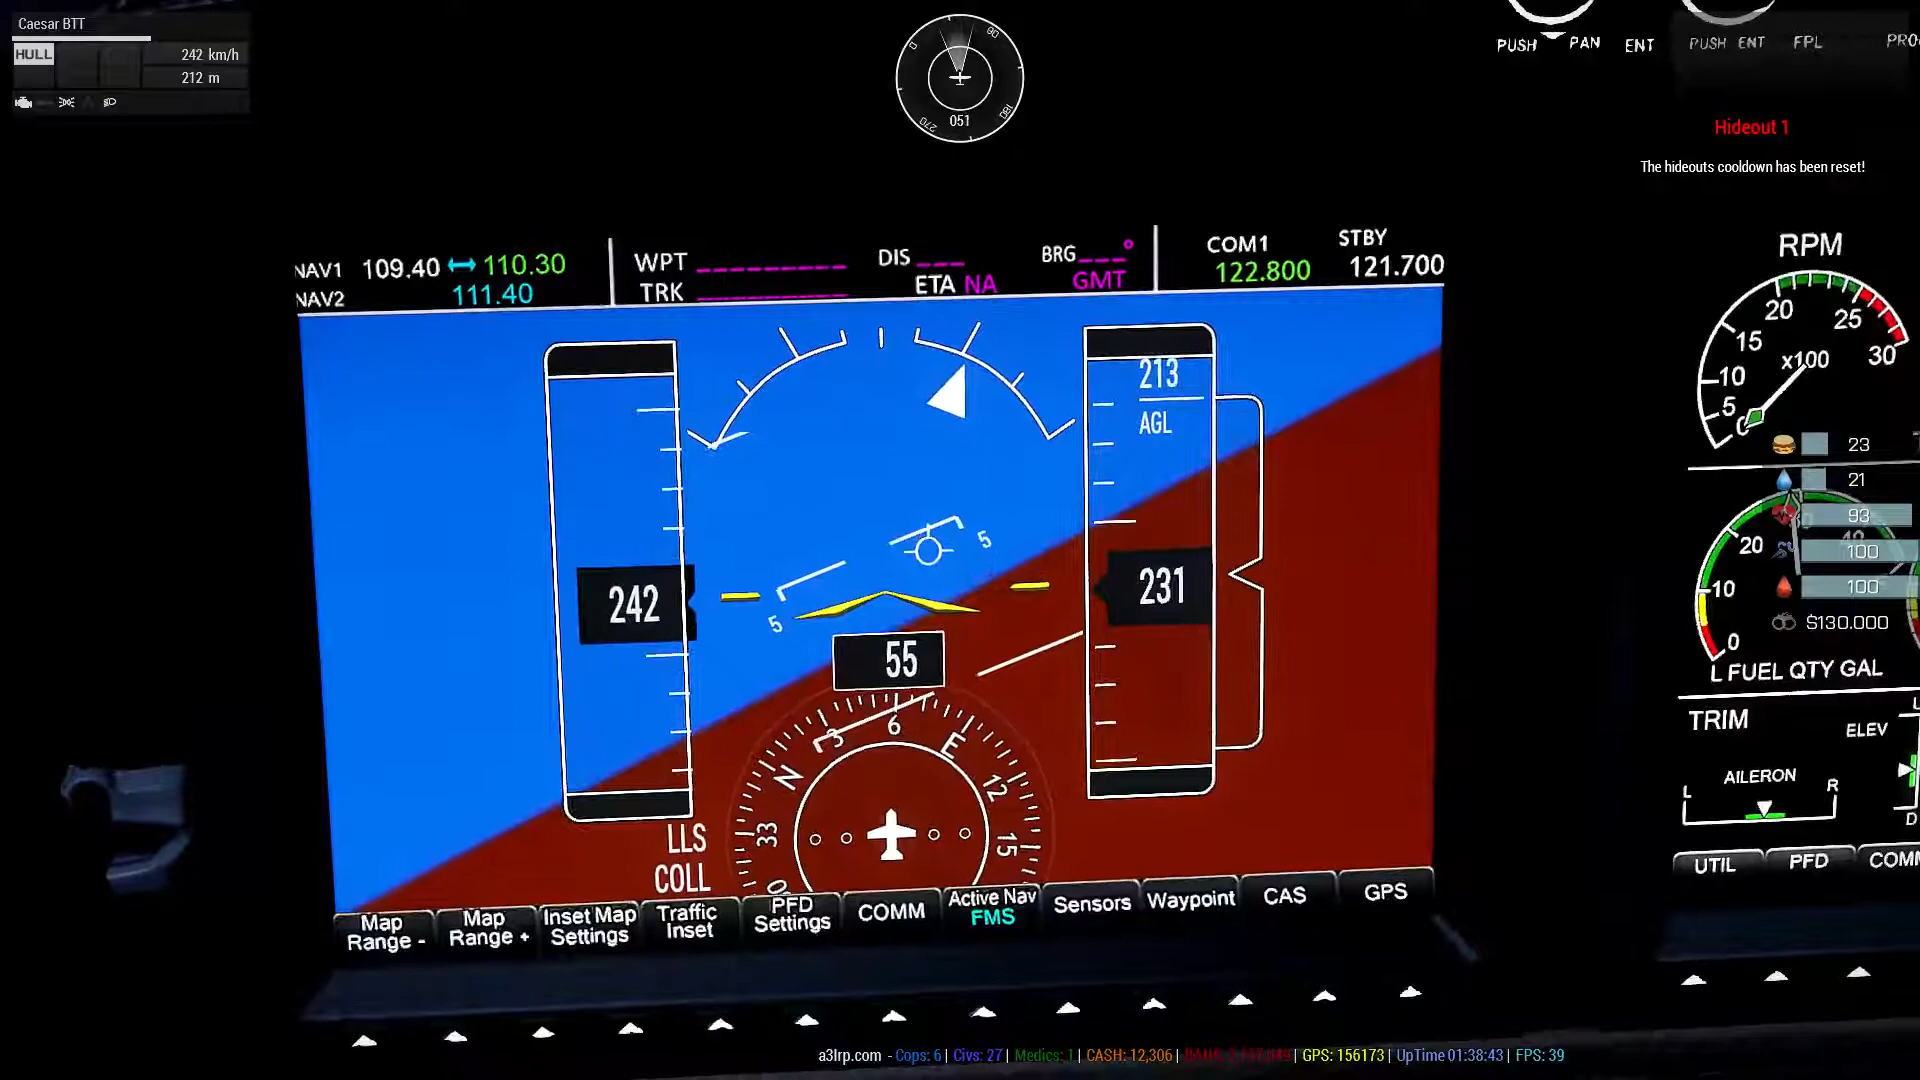 Caesar BTT
HULL
242 km/h
212 m
051
PUSH PAN ENT PUSH ENT FPL
Hideout 1
The hideouts cooldown has been reset!
NAV1 109.40 ↔ 110.30
NAV2 111.40
WPT _________ DIS ___ BRG ___°
TRK _________ ETA NA GMT
COM1 STBY
122.800 121.700
213
AGL
242
231
5
5
55
N 3 6 E 12 15 33
LLS
COLL
Map Range -
Map Range +
Inset Map Settings
Traffic Inset
PFD Settings
COMM
Active Nav FMS
Sensors
Waypoint
CAS
GPS
RPM
0 5 10 15 20 25 30
x100
23
21
93
100
100
$130.000
20
10
0
L FUEL QTY GAL
TRIM
ELEV
AILERON
L R
UTIL PFD
a3lrp.com - Cops: 6 | Civs: 27 | Medics: 1 | CASH: 12,306 | GPS: 156173 | UpTime 01:38:43 | FPS: 39